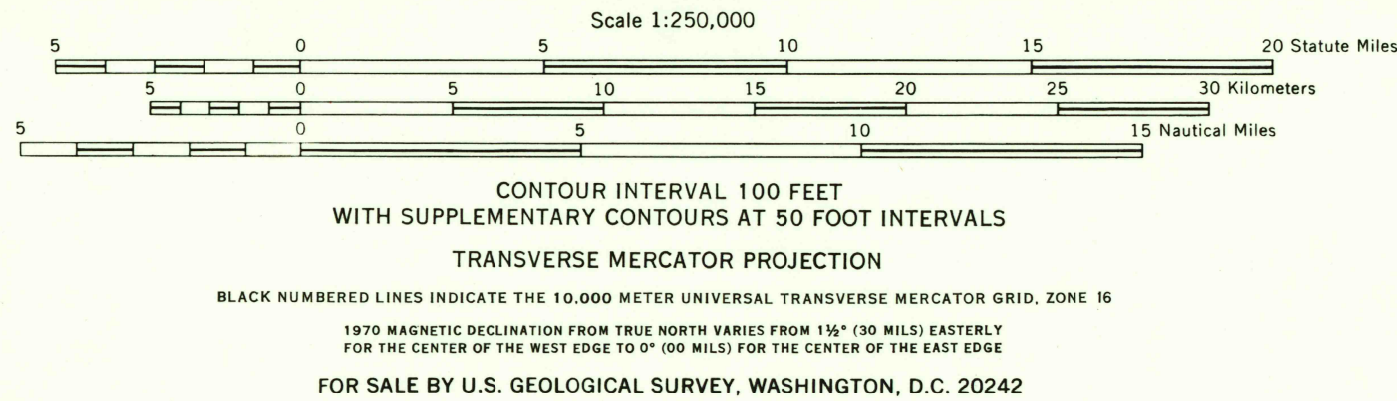 Scale 1:250,000
5 0 5 10 15 20 Statute Miles
5 0 5 10 15 20 25 30 Kilometers
5 0 5 10 15 Nautical Miles
CONTOUR INTERVAL 100 FEET
WITH SUPPLEMENTARY CONTOURS AT 50 FOOT INTERVALS
TRANSVERSE MERCATOR PROJECTION
BLACK NUMBERED LINES INDICATE THE 10,000 METER UNIVERSAL TRANSVERSE MERCATOR GRID, ZONE 16
1970 MAGNETIC DECLINATION FROM TRUE NORTH VARIES FROM 1½° (30 MILS) EASTERLY
FOR THE CENTER OF THE WEST EDGE TO 0° (00 MILS) FOR THE CENTER OF THE EAST EDGE
FOR SALE BY U.S. GEOLOGICAL SURVEY, WASHINGTON, D.C. 20242